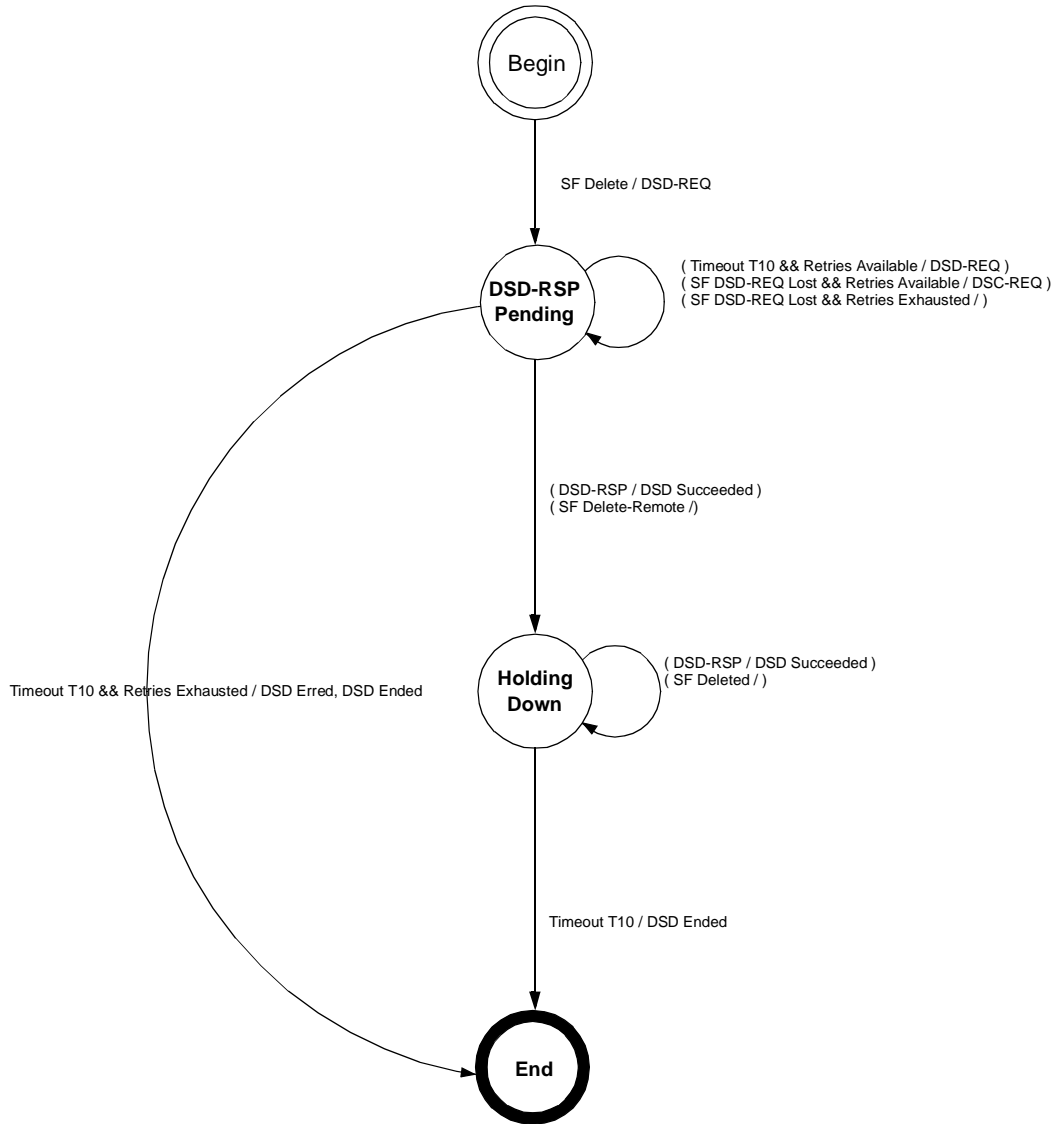 Begin
SF Delete / DSD-REQ
DSD-RSP
Pending
( Timeout T10 && Retries Available / DSD-REQ )
( SF DSD-REQ Lost && Retries Available / DSC-REQ )
( SF DSD-REQ Lost && Retries Exhausted / )
( DSD-RSP / DSD Succeeded )
( SF Delete-Remote /)
Holding
Down
( DSD-RSP / DSD Succeeded )
( SF Deleted / )
Timeout T10 && Retries Exhausted / DSD Erred, DSD Ended
Timeout T10 / DSD Ended
End